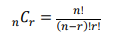 ₙCᵣ = n! / (n−r)!r!